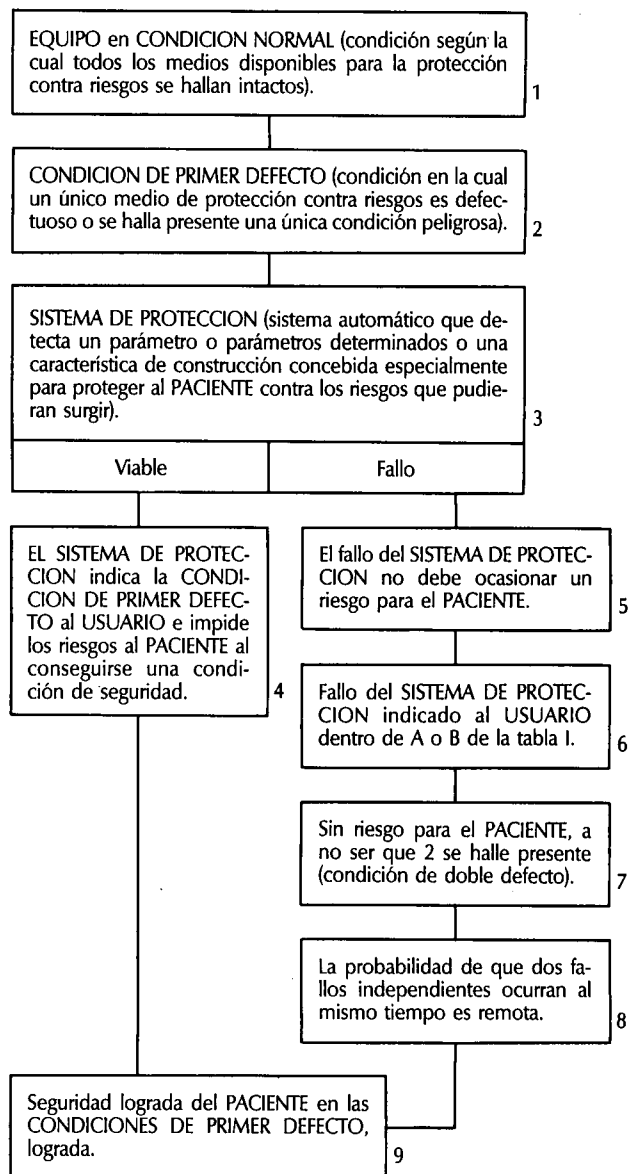 EQUIPO en CONDICION NORMAL (condición según la
cual todos los medios disponibles para la protección
contra riesgos se hallan intactos).
1
CONDICION DE PRIMER DEFECTO (condición en la cual
un único medio de protección contra riesgos es defec-
tuoso o se halla presente una única condición peligrosa).
2
SISTEMA DE PROTECCION (sistema automático que de-
tecta un parámetro o parámetros determinados o una
característica de construcción concebida especialmente
para proteger al PACIENTE contra los riesgos que pudie-
ran surgir).
3
Viable
Fallo
EL SISTEMA DE PROTEC-
CION indica la CONDI-
CION DE PRIMER DEFEC-
TO al USUARIO e impide
los riesgos al PACIENTE al
conseguirse una condi-
ción de seguridad.
4
El fallo del SISTEMA DE PROTEC-
CION no debe ocasionar un
riesgo para el PACIENTE.
5
Fallo del SISTEMA DE PROTEC-
CION indicado al USUARIO
dentro de A o B de la tabla I.
6
Sin riesgo para el PACIENTE, a
no ser que 2 se halle presente
(condición de doble defecto).
7
La probabilidad de que dos fa-
llos independientes ocurran al
mismo tiempo es remota.
8
Seguridad lograda del PACIENTE en las
CONDICIONES DE PRIMER DEFECTO,
lograda.
9